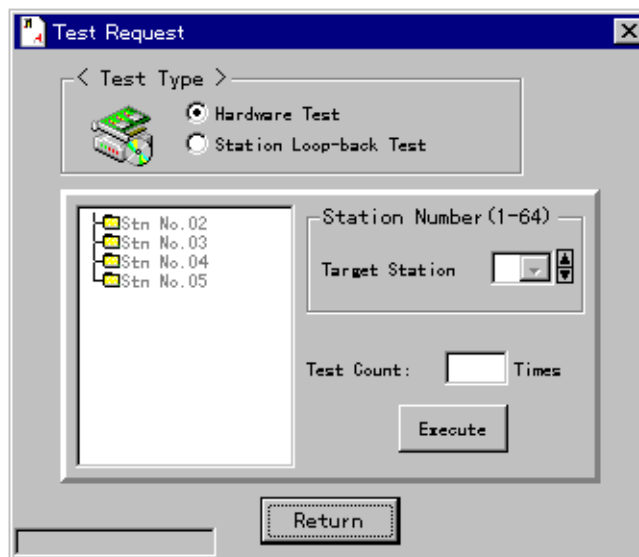 Test Request
< Test Type >
Hardware Test
Station Loop-back Test
Stn No.02
Stn No.03
Stn No.04
Stn No.05
Station Number(1-64)
Target Station
Test Count: Times
Execute
Return